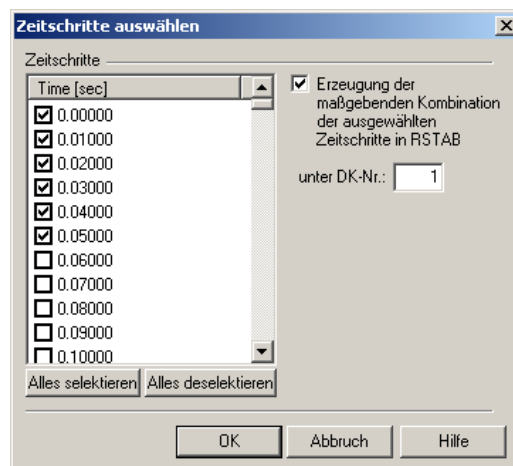 Zeitschritte auswählen
Zeitschritte
Time [sec]
0.00000
0.01000
0.02000
0.03000
0.04000
0.05000
0.06000
0.07000
0.08000
0.09000
0.10000
Alles selektieren
Alles deselektieren
Erzeugung der
maßgebenden Kombination
der ausgewählten
Zeitschritte in RSTAB
unter DK-Nr.: 1
OK
Abbruch
Hilfe